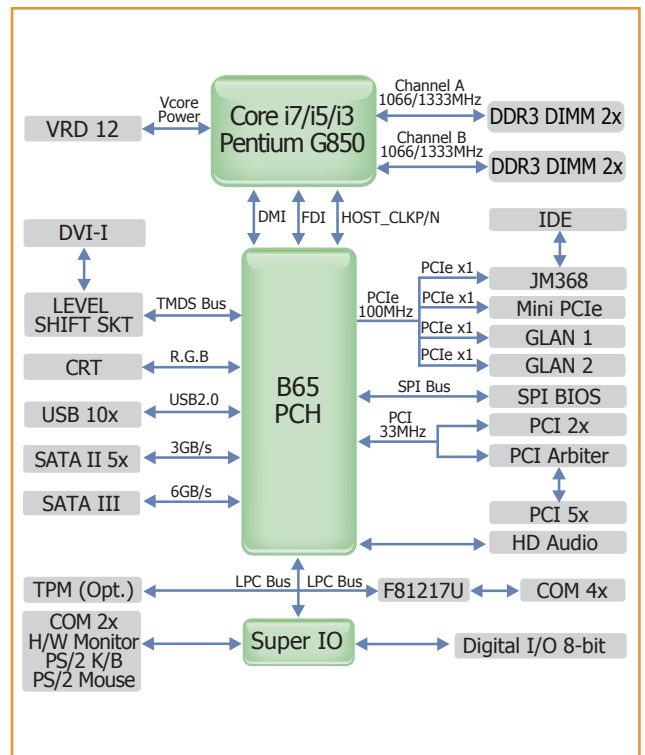 Core i7/i5/i3
Pentium G850
VRD 12
Vcore
Power
Channel A
1066/1333MHz
DDR3 DIMM 2x
Channel B
1066/1333MHz
DDR3 DIMM 2x
DMI
FDI
HOST_CLKP/N
DVI-I
LEVEL
SHIFT SKT
TMDS Bus
CRT
R.G.B
USB 10x
USB2.0
SATA II 5x
3GB/s
SATA III
6GB/s
B65
PCH
IDE
PCIe
100MHz
PCIe x1
JM368
PCIe x1
Mini PCIe
PCIe x1
GLAN 1
PCIe x1
GLAN 2
SPI Bus
SPI BIOS
PCI
33MHz
PCI 2x
PCI Arbiter
PCI 5x
HD Audio
TPM (Opt.)
LPC Bus
LPC Bus
F81217U
COM 4x
COM 2x
H/W Monitor
PS/2 K/B
PS/2 Mouse
Super IO
Digital I/O 8-bit